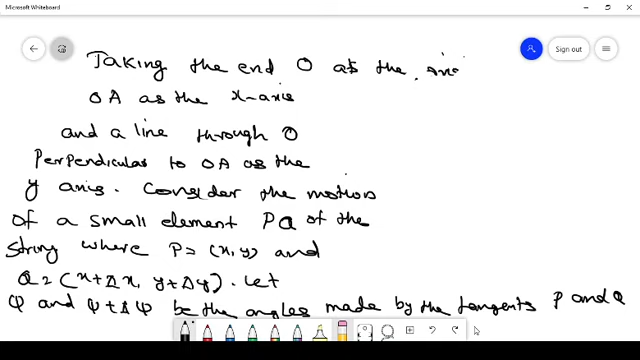 Microsoft Whiteboard
Sign out
Taking the end O as the
OA as the x-axis
and a line through O
Perpendicular to OA as the
y axis. Consider the motion
of a small element PQ of the
string where P = (x, y) and
Q = (x+Δx, y+Δy). Let
ψ and ψ+Δψ be the angles made by the tangents P and Q